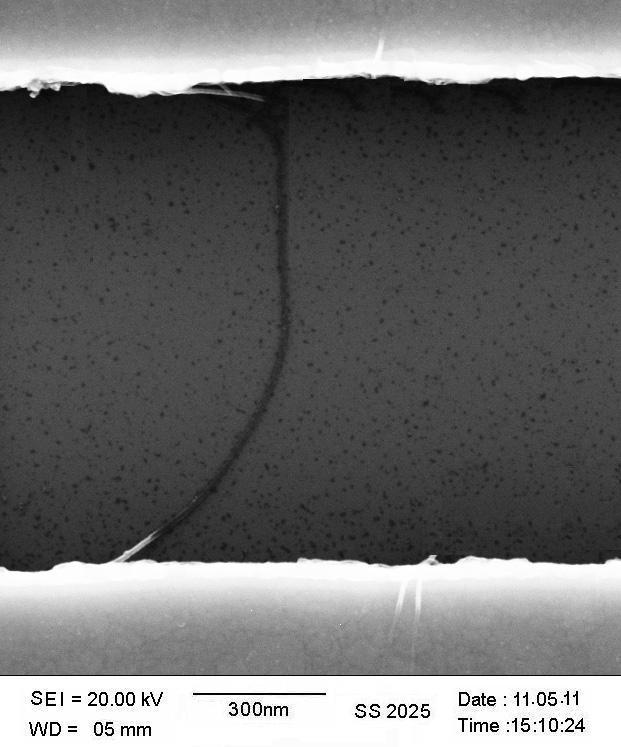 SEI = 20.00 kV
WD = 05 mm
300nm
SS 2025
Date : 11.05.11
Time :15:10:24